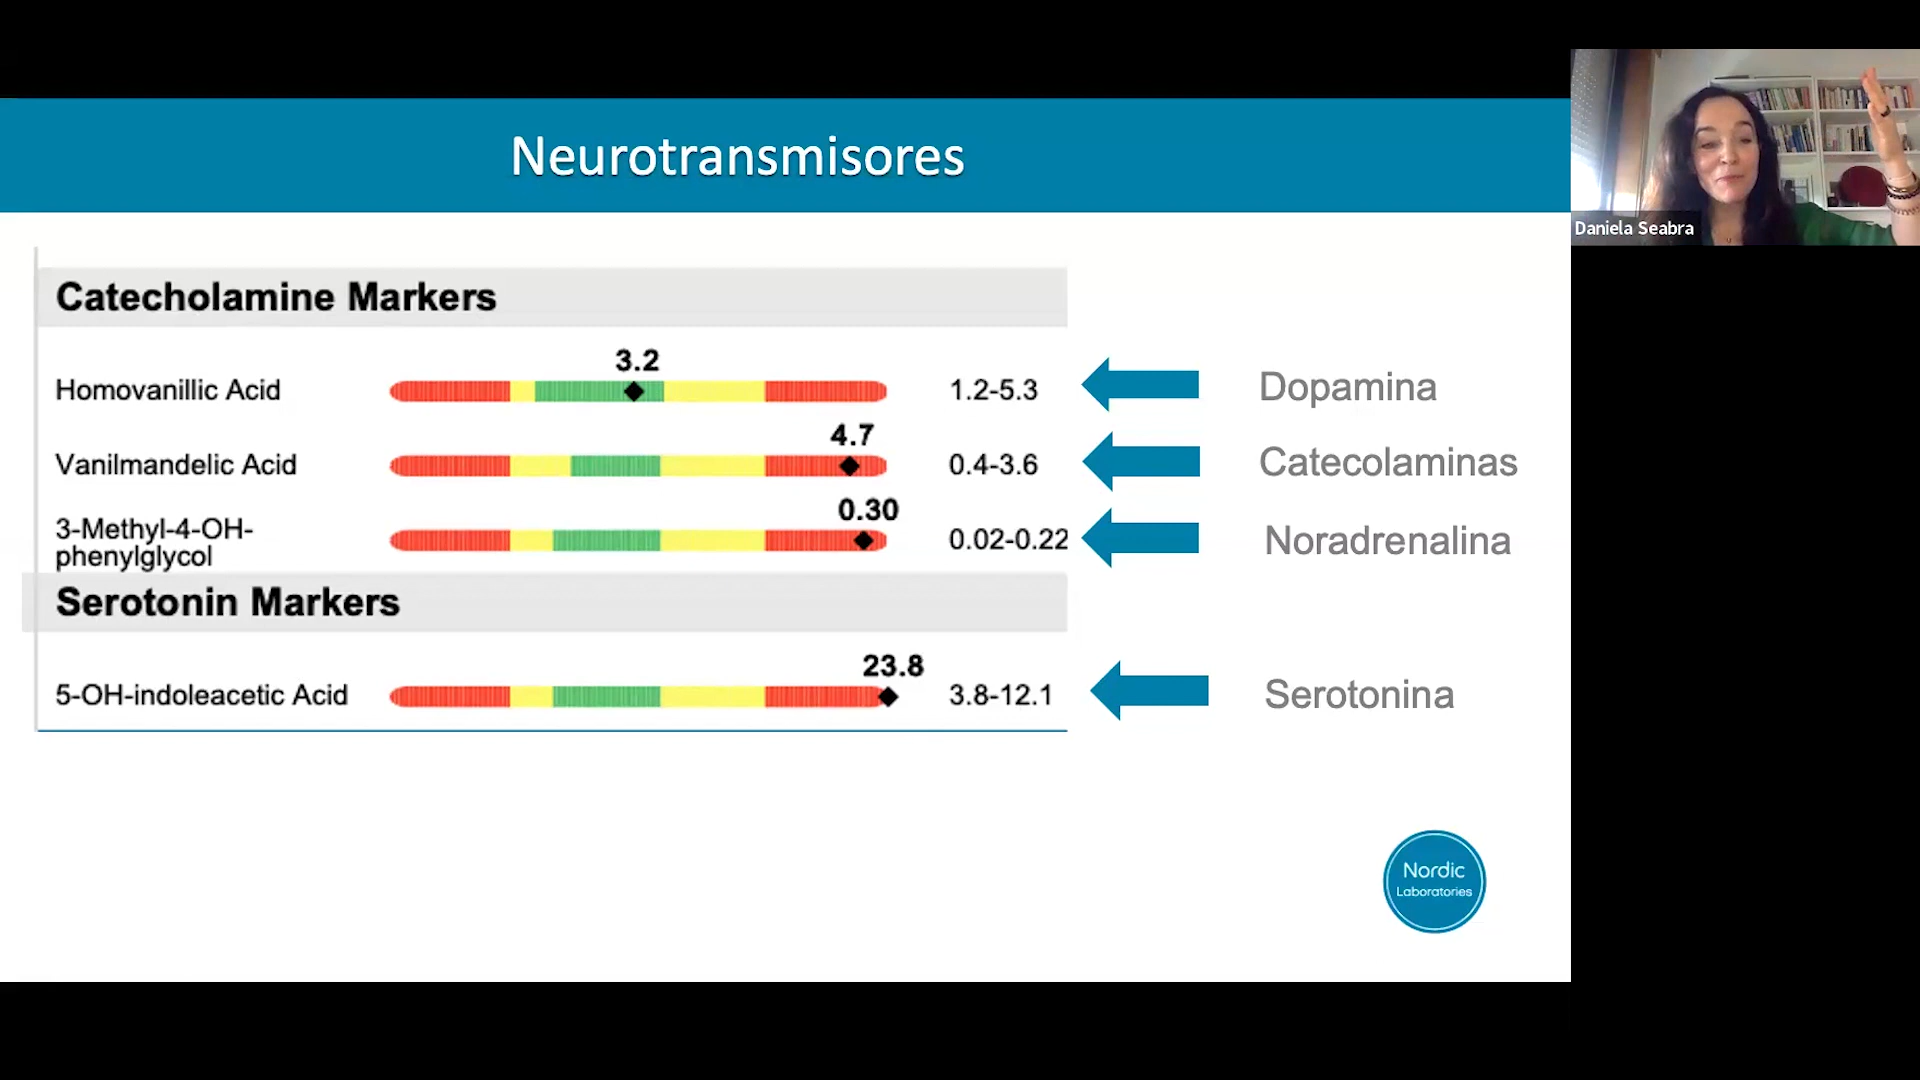 Neurotransmisores
Daniela Seabra
Catecholamine Markers
3.2
Homovanillic Acid
1.2-5.3
Dopamina
4.7
Vanilmandelic Acid
0.4-3.6
Catecolaminas
0.30
3-Methyl-4-OH-
phenylglycol
0.02-0.22
Noradrenalina
Serotonin Markers
23.8
5-OH-indoleacetic Acid
3.8-12.1
Serotonina
Nordic
Laboratories